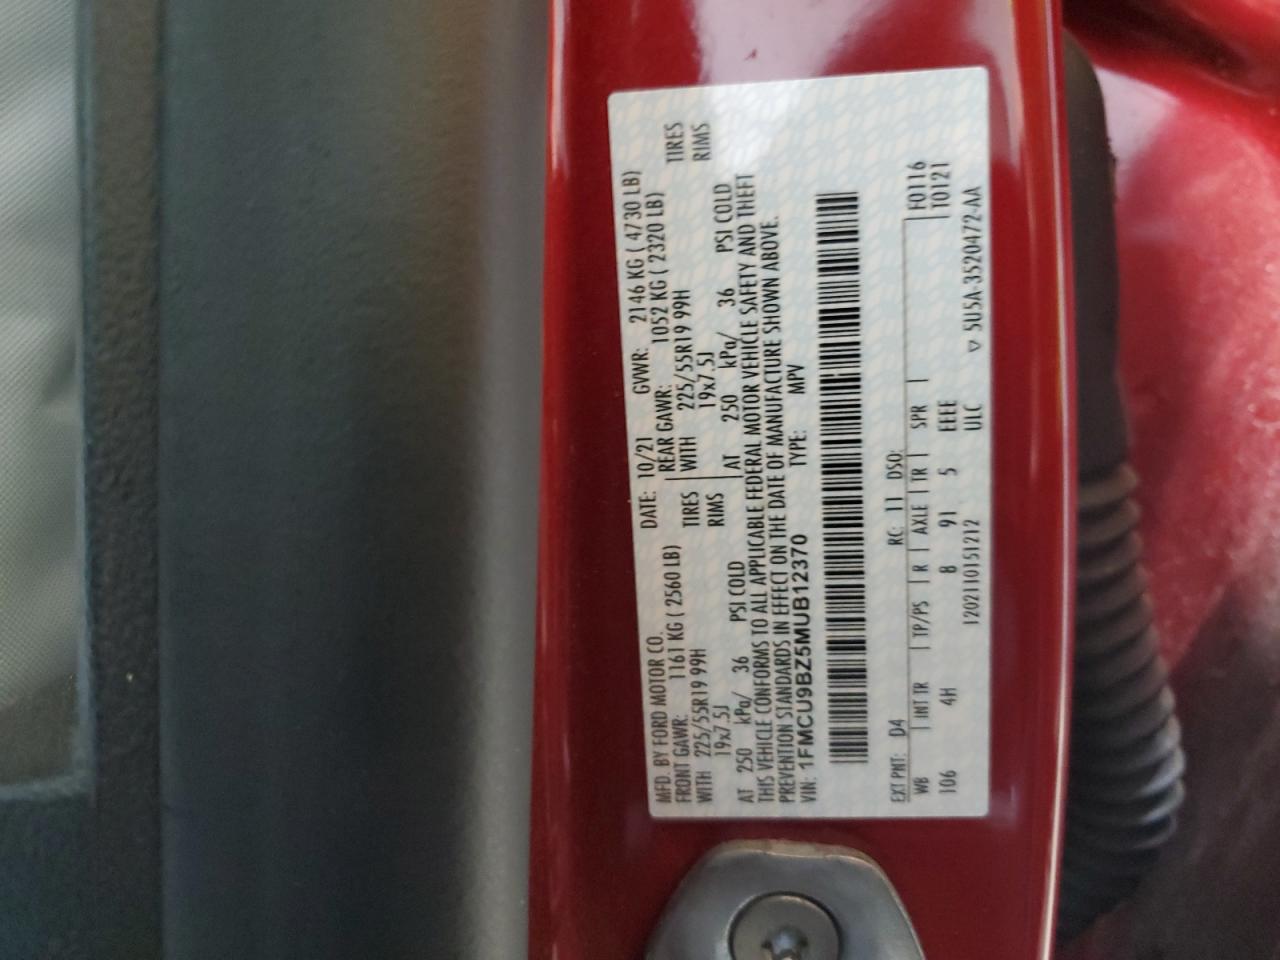 MFD. BY FORD MOTOR CO. DATE: 10/21 GVWR: 2146 KG ( 4730 LB)
FRONT GAWR: 1161 KG ( 2560 LB) REAR GAWR: 1052 KG ( 2320 LB)
WITH 225/55R19 99H TIRES WITH 225/55R19 99H TIRES
19x7.5J RIMS 19x7.5J RIMS
AT 250 kPa/ 36 PSI COLD AT 250 kPa/ 36 PSI COLD
THIS VEHICLE CONFORMS TO ALL APPLICABLE FEDERAL MOTOR VEHICLE SAFETY AND THEFT
PREVENTION STANDARDS IN EFFECT ON THE DATE OF MANUFACTURE SHOWN ABOVE.
VIN: 1FMCU9BZ5MUB12370 TYPE: MPV
EXT PNT: D4 RC: 11 DSO:
WB INT TR TP/PS R AXLE TR SPR F0116
106 4H 8 91 5 EEE T0121
1202110151212 ULC ▽ 5U5A-3520472-AA